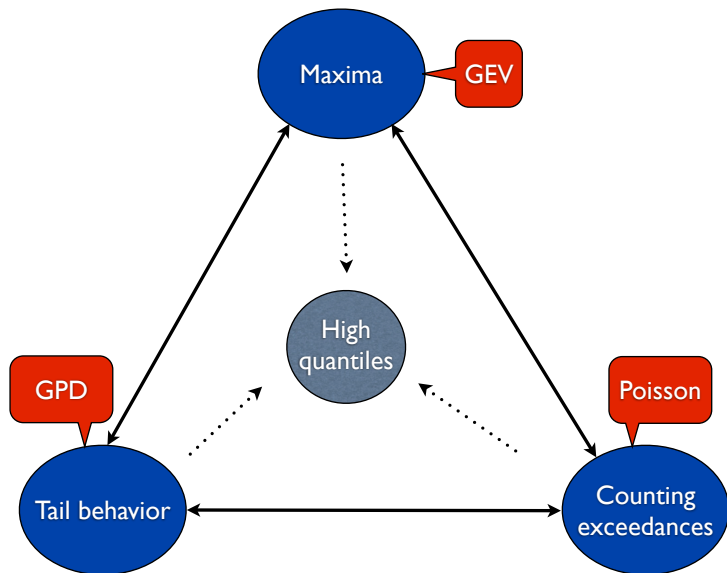 Maxima
GEV
High
quantiles
GPD
Poisson
Tail behavior
Counting
exceedances